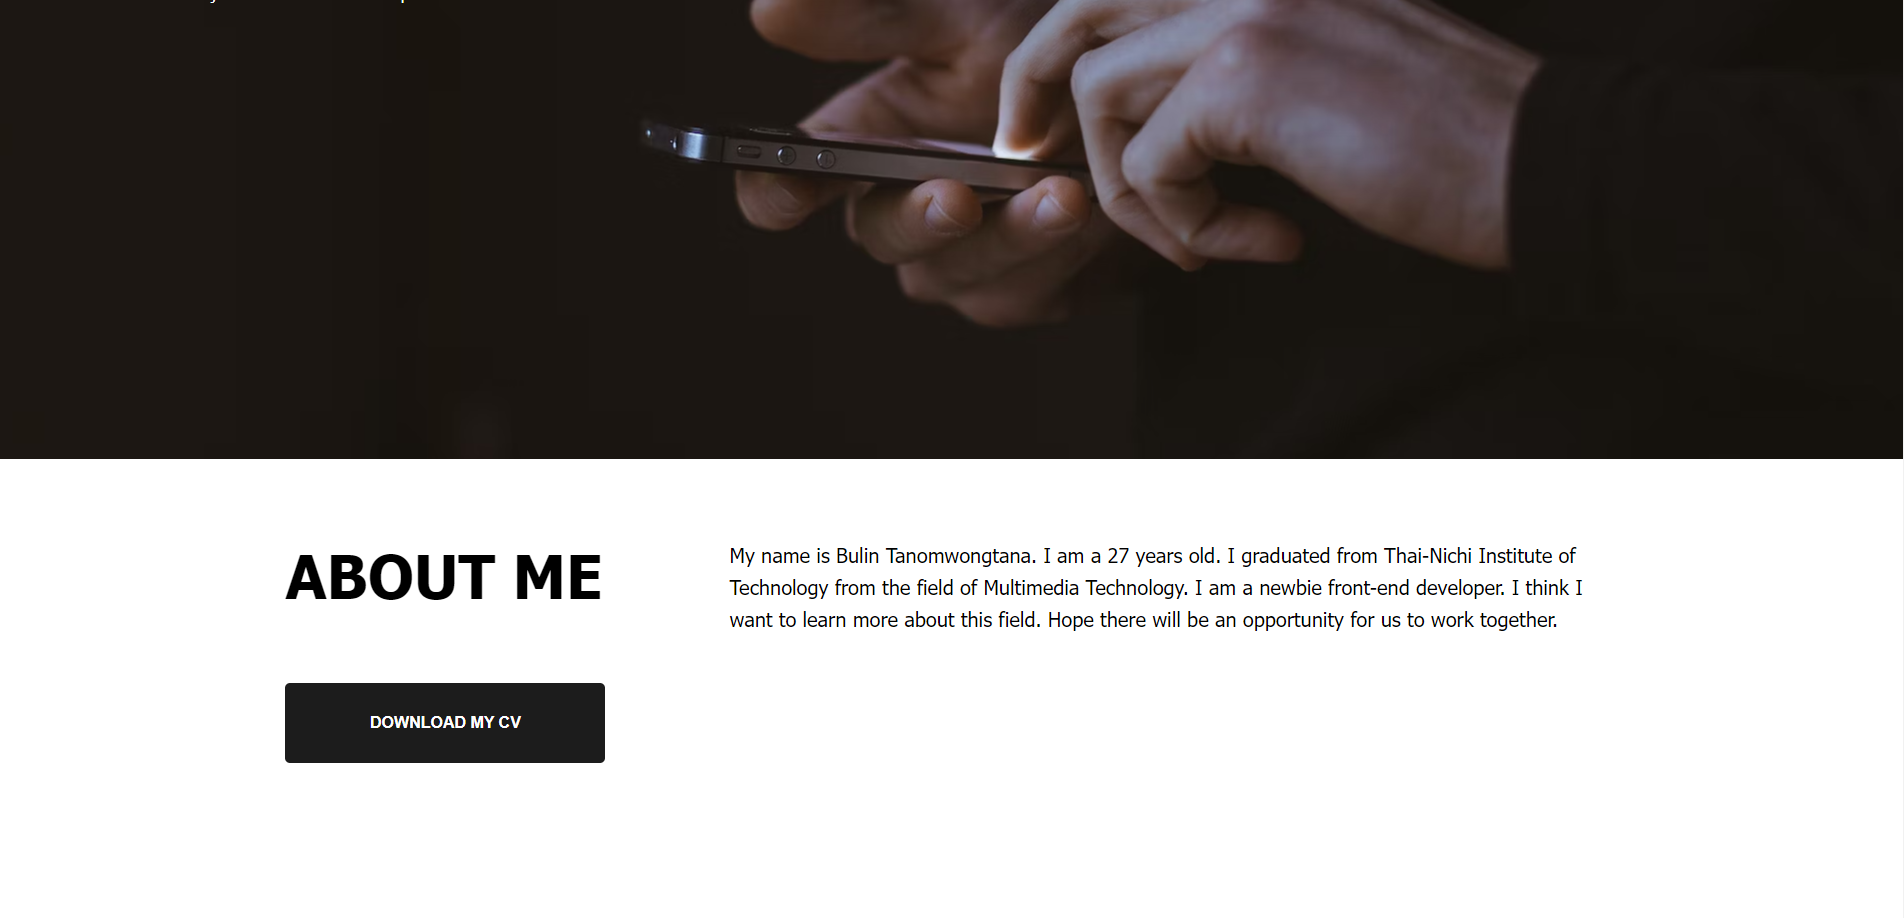 ABOUT ME
My name is Bulin Tanomwongtana. I am a 27 years old. I graduated from Thai-Nichi Institute of
Technology from the field of Multimedia Technology. I am a newbie front-end developer. I think I
want to learn more about this field. Hope there will be an opportunity for us to work together.
DOWNLOAD MY CV